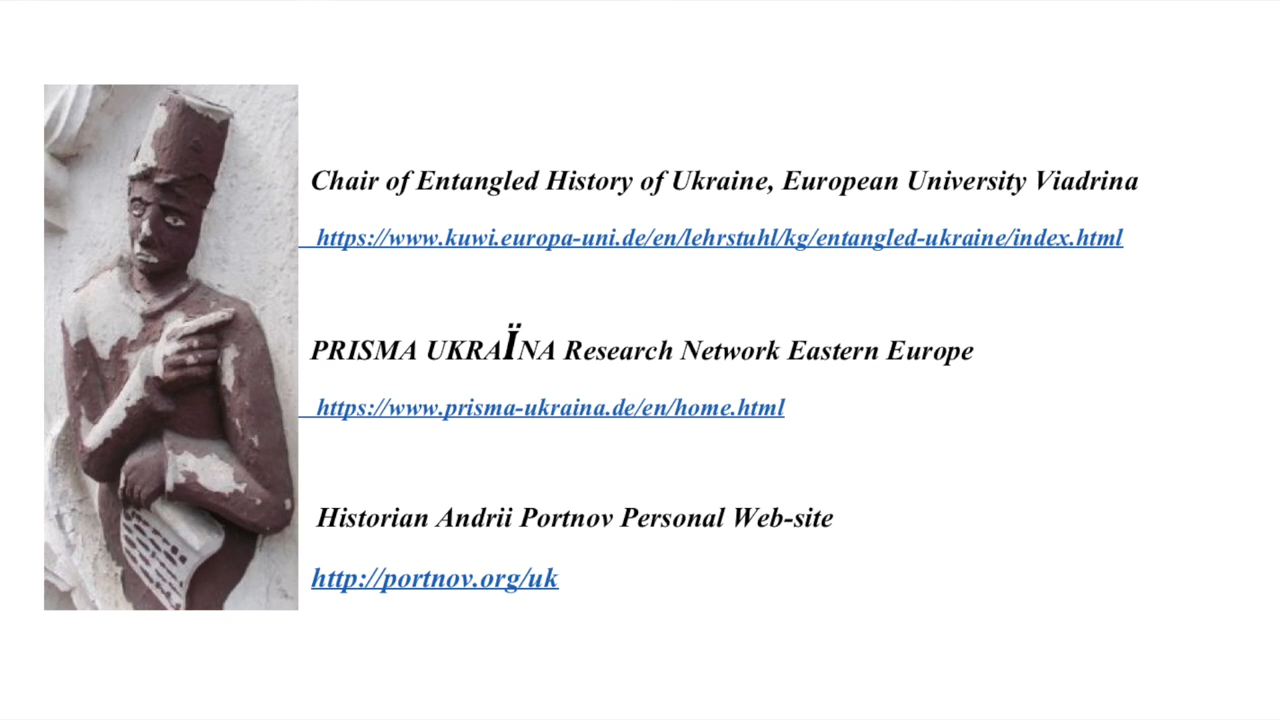 Chair of Entangled History of Ukraine, European University Viadrina
https://www.kuwi.europa-uni.de/en/lehrstuhl/kg/entangled-ukraine/index.html
PRISMA UKRAЇNA Research Network Eastern Europe
https://www.prisma-ukraina.de/en/home.html
Historian Andrii Portnov Personal Web-site
http://portnov.org/uk